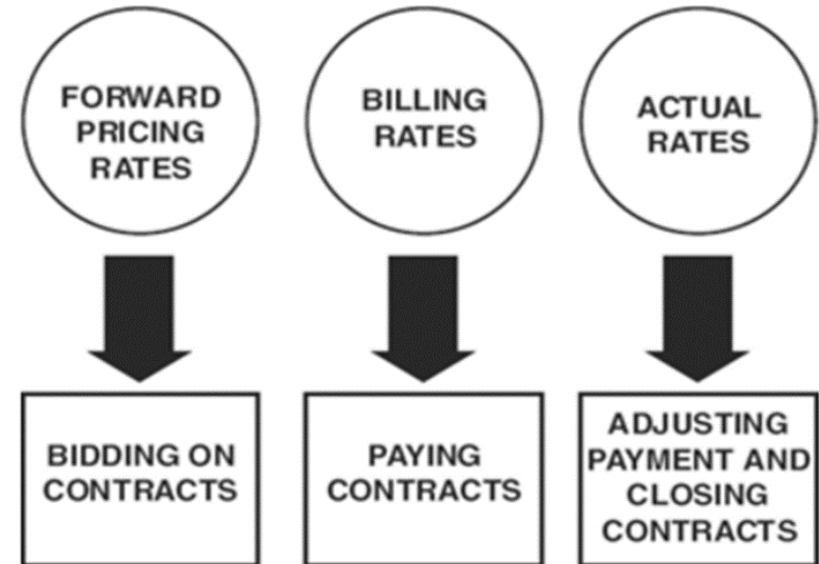 FORWARD
PRICING
RATES
BILLING
RATES
ACTUAL
RATES
BIDDING ON
CONTRACTS
PAYING
CONTRACTS
ADJUSTING
PAYMENT AND
CLOSING
CONTRACTS